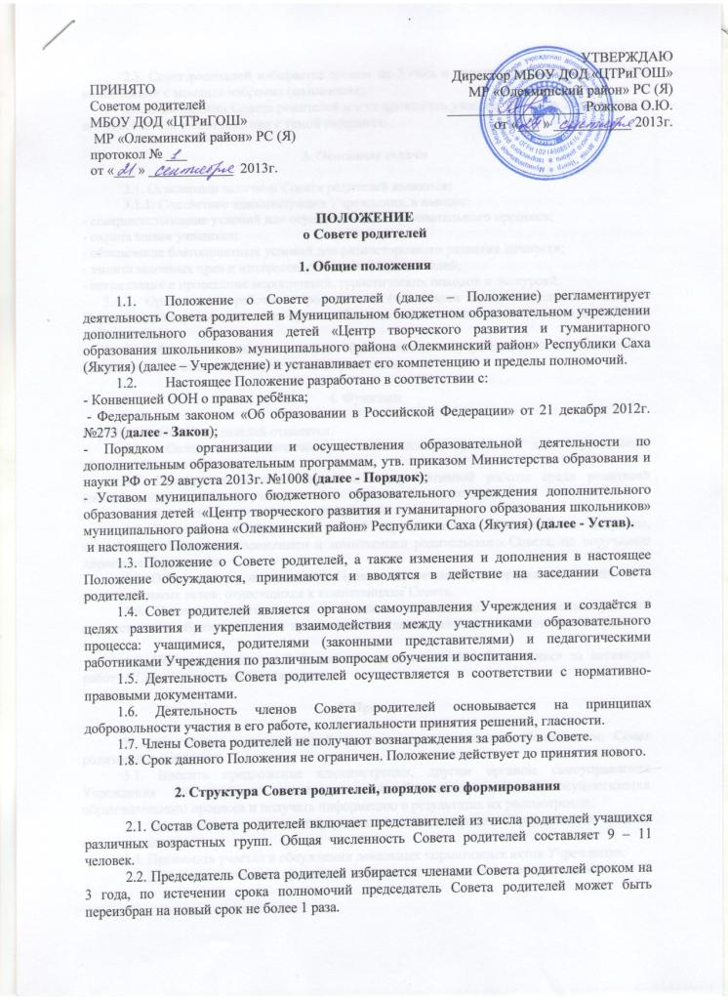 УТВЕРЖДАЮ
Директор МБОУ ДОД «ЦТРиГОШ»
МР «Олекминский район» РС (Я)
Рожкова О.Ю.
от «24» сентября 2013г.
ПРИНЯТО
Советом родителей
МБОУ ДОД «ЦТРиГОШ»
МР «Олекминский район» РС (Я)
протокол № 1
от « 21 » сентября 2013г.
ПОЛОЖЕНИЕ
о Совете родителей
1. Общие положения
1.1. Положение о Совете родителей (далее – Положение) регламентирует
деятельность Совета родителей в Муниципальном бюджетном образовательном учреждении
дополнительного образования детей «Центр творческого развития и гуманитарного
образования школьников» муниципального района «Олекминский район» Республики Саха
(Якутия) (далее – Учреждение) и устанавливает его компетенцию и пределы полномочий.
1.2. Настоящее Положение разработано в соответствии с:
- Конвенцией ООН о правах ребёнка;
- Федеральным законом «Об образовании в Российской Федерации» от 21 декабря 2012г.
№273 (далее - Закон);
- Порядком организации и осуществления образовательной деятельности по
дополнительным образовательным программам, утв. приказом Министерства образования и
науки РФ от 29 августа 2013г. №1008 (далее - Порядок);
- Уставом муниципального бюджетного образовательного учреждения дополнительного
образования детей «Центр творческого развития и гуманитарного образования школьников»
муниципального района «Олекминский район» Республики Саха (Якутия) (далее - Устав).
и настоящего Положения.
1.3. Положение о Совете родителей, а также изменения и дополнения в настоящее
Положение обсуждаются, принимаются и вводятся в действие на заседании Совета
родителей.
1.4. Совет родителей является органом самоуправления Учреждения и создаётся в
целях развития и укрепления взаимодействия между участниками образовательного
процесса: учащимися, родителями (законными представителями) и педагогическими
работниками Учреждения по различным вопросам обучения и воспитания.
1.5. Деятельность Совета родителей осуществляется в соответствии с нормативно-
правовыми документами.
1.6. Деятельность членов Совета родителей основывается на принципах
добровольности участия в его работе, коллегиальности принятия решений, гласности.
1.7. Члены Совета родителей не получают вознаграждения за работу в Совете.
1.8. Срок данного Положения не ограничен. Положение действует до принятия нового.
2. Структура Совета родителей, порядок его формирования
2.1. Состав Совета родителей включает представителей из числа родителей учащихся
различных возрастных групп. Общая численность Совета родителей составляет 9 – 11
человек.
2.2. Председатель Совета родителей избирается членами Совета родителей сроком на
3 года, по истечении срока полномочий председатель Совета родителей может быть
переизбран на новый срок не более 1 раза.